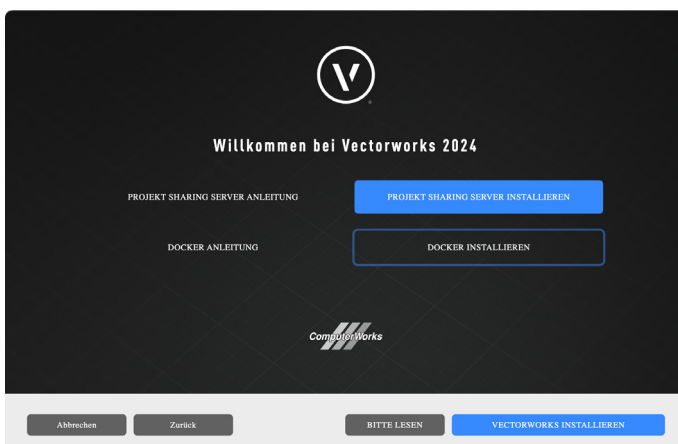 Willkommen bei Vectorworks 2024
PROJEKT SHARING SERVER ANLEITUNG
PROJEKT SHARING SERVER INSTALLIEREN
DOCKER ANLEITUNG
DOCKER INSTALLIEREN
ComputerWorks
Abbrechen
Zurück
BITTE LESEN
VECTORWORKS INSTALLIEREN